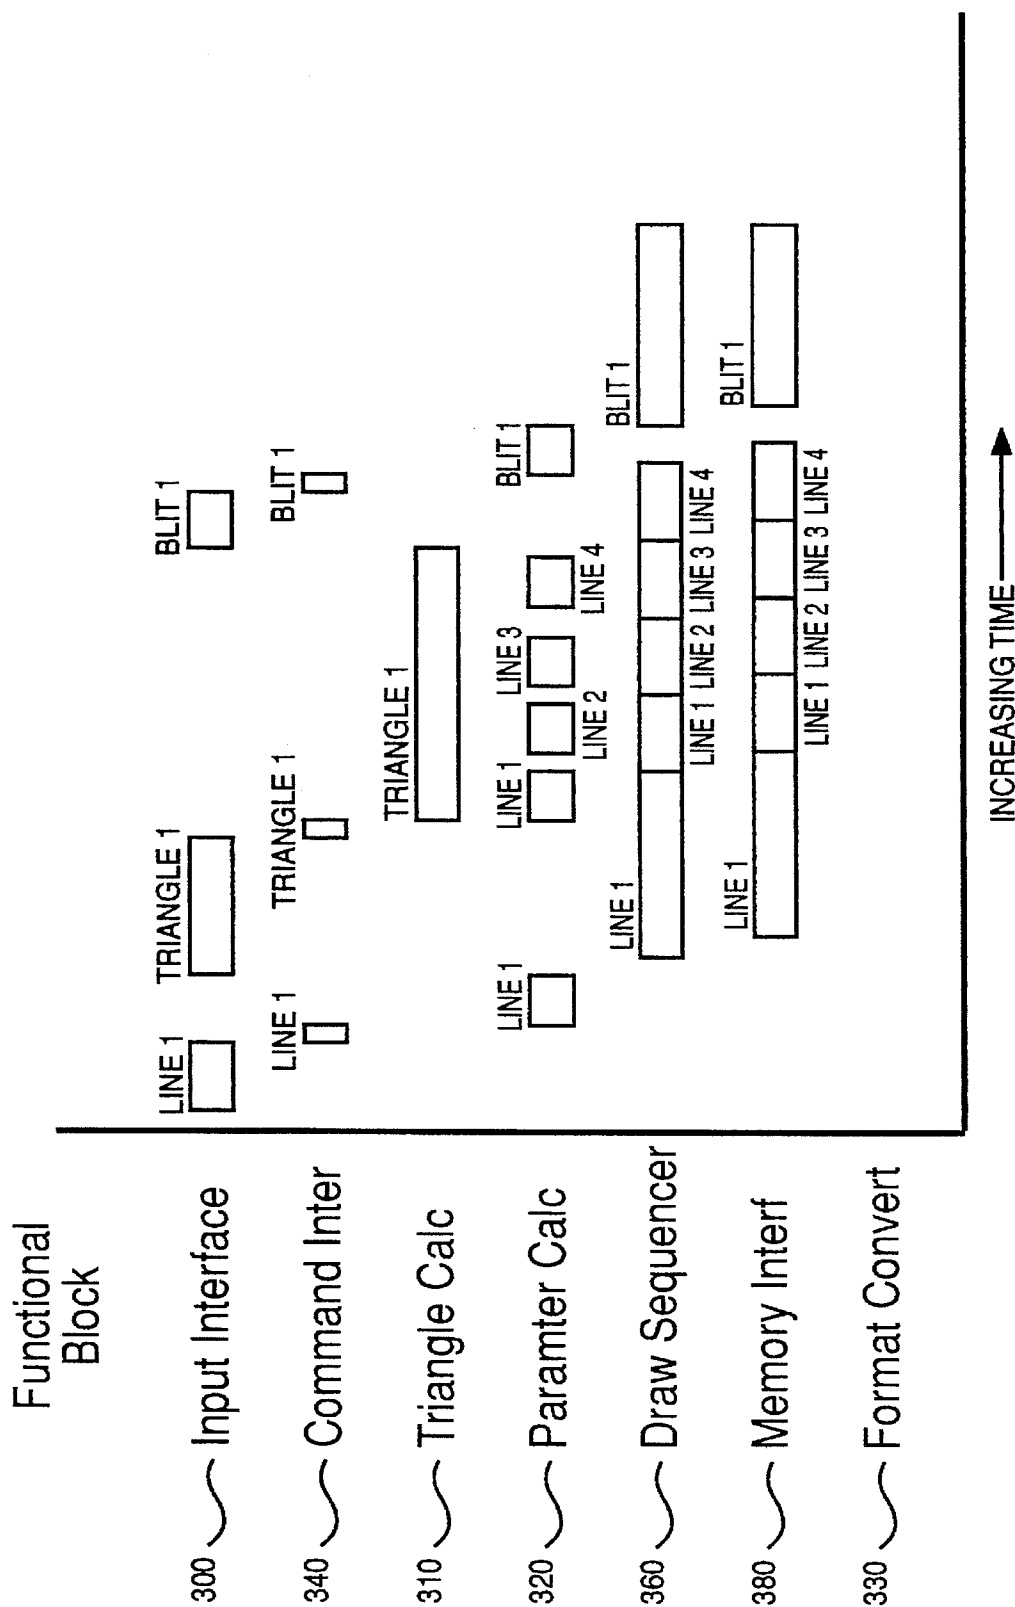 Functional
Block
300 Input Interface
LINE 1 TRIANGLE 1 BLIT 1
340 Command Inter
LINE 1 TRIANGLE 1 BLIT 1
310 Triangle Calc
TRIANGLE 1
320 Paramter Calc
LINE 1 LINE 1 LINE 3 BLIT 1
LINE 2 LINE 4
360 Draw Sequencer
LINE 1 BLIT 1
LINE 1 LINE 2 LINE 3 LINE 4
380 Memory Interf
LINE 1 BLIT 1
LINE 1 LINE 2 LINE 3 LINE 4
330 Format Convert
INCREASING TIME